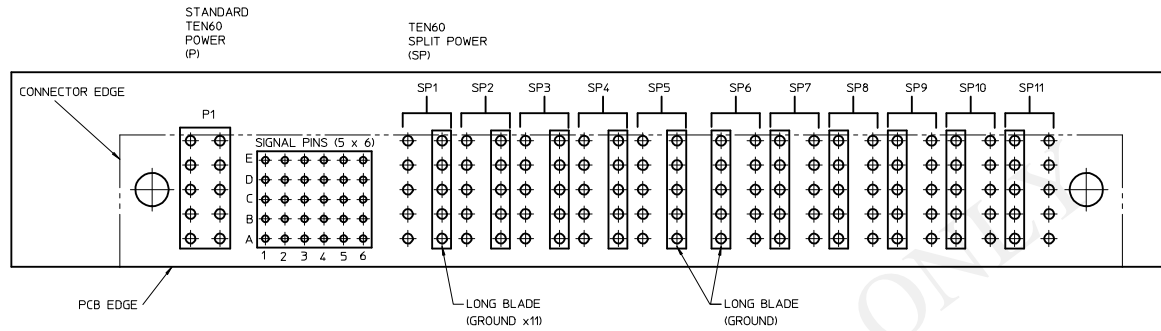 STANDARD
TEN60
POWER
(P)
TEN60
SPLIT POWER
(SP)
CONNECTOR EDGE
P1
SP1
SP2
SP3
SP4
SP5
SP6
SP7
SP8
SP9
SP10
SP11
SIGNAL PINS (5 x 6)
E
D
C
B
A
1 2 3 4 5 6
PCB EDGE
LONG BLADE
(GROUND x11)
LONG BLADE
(GROUND)
ONLY